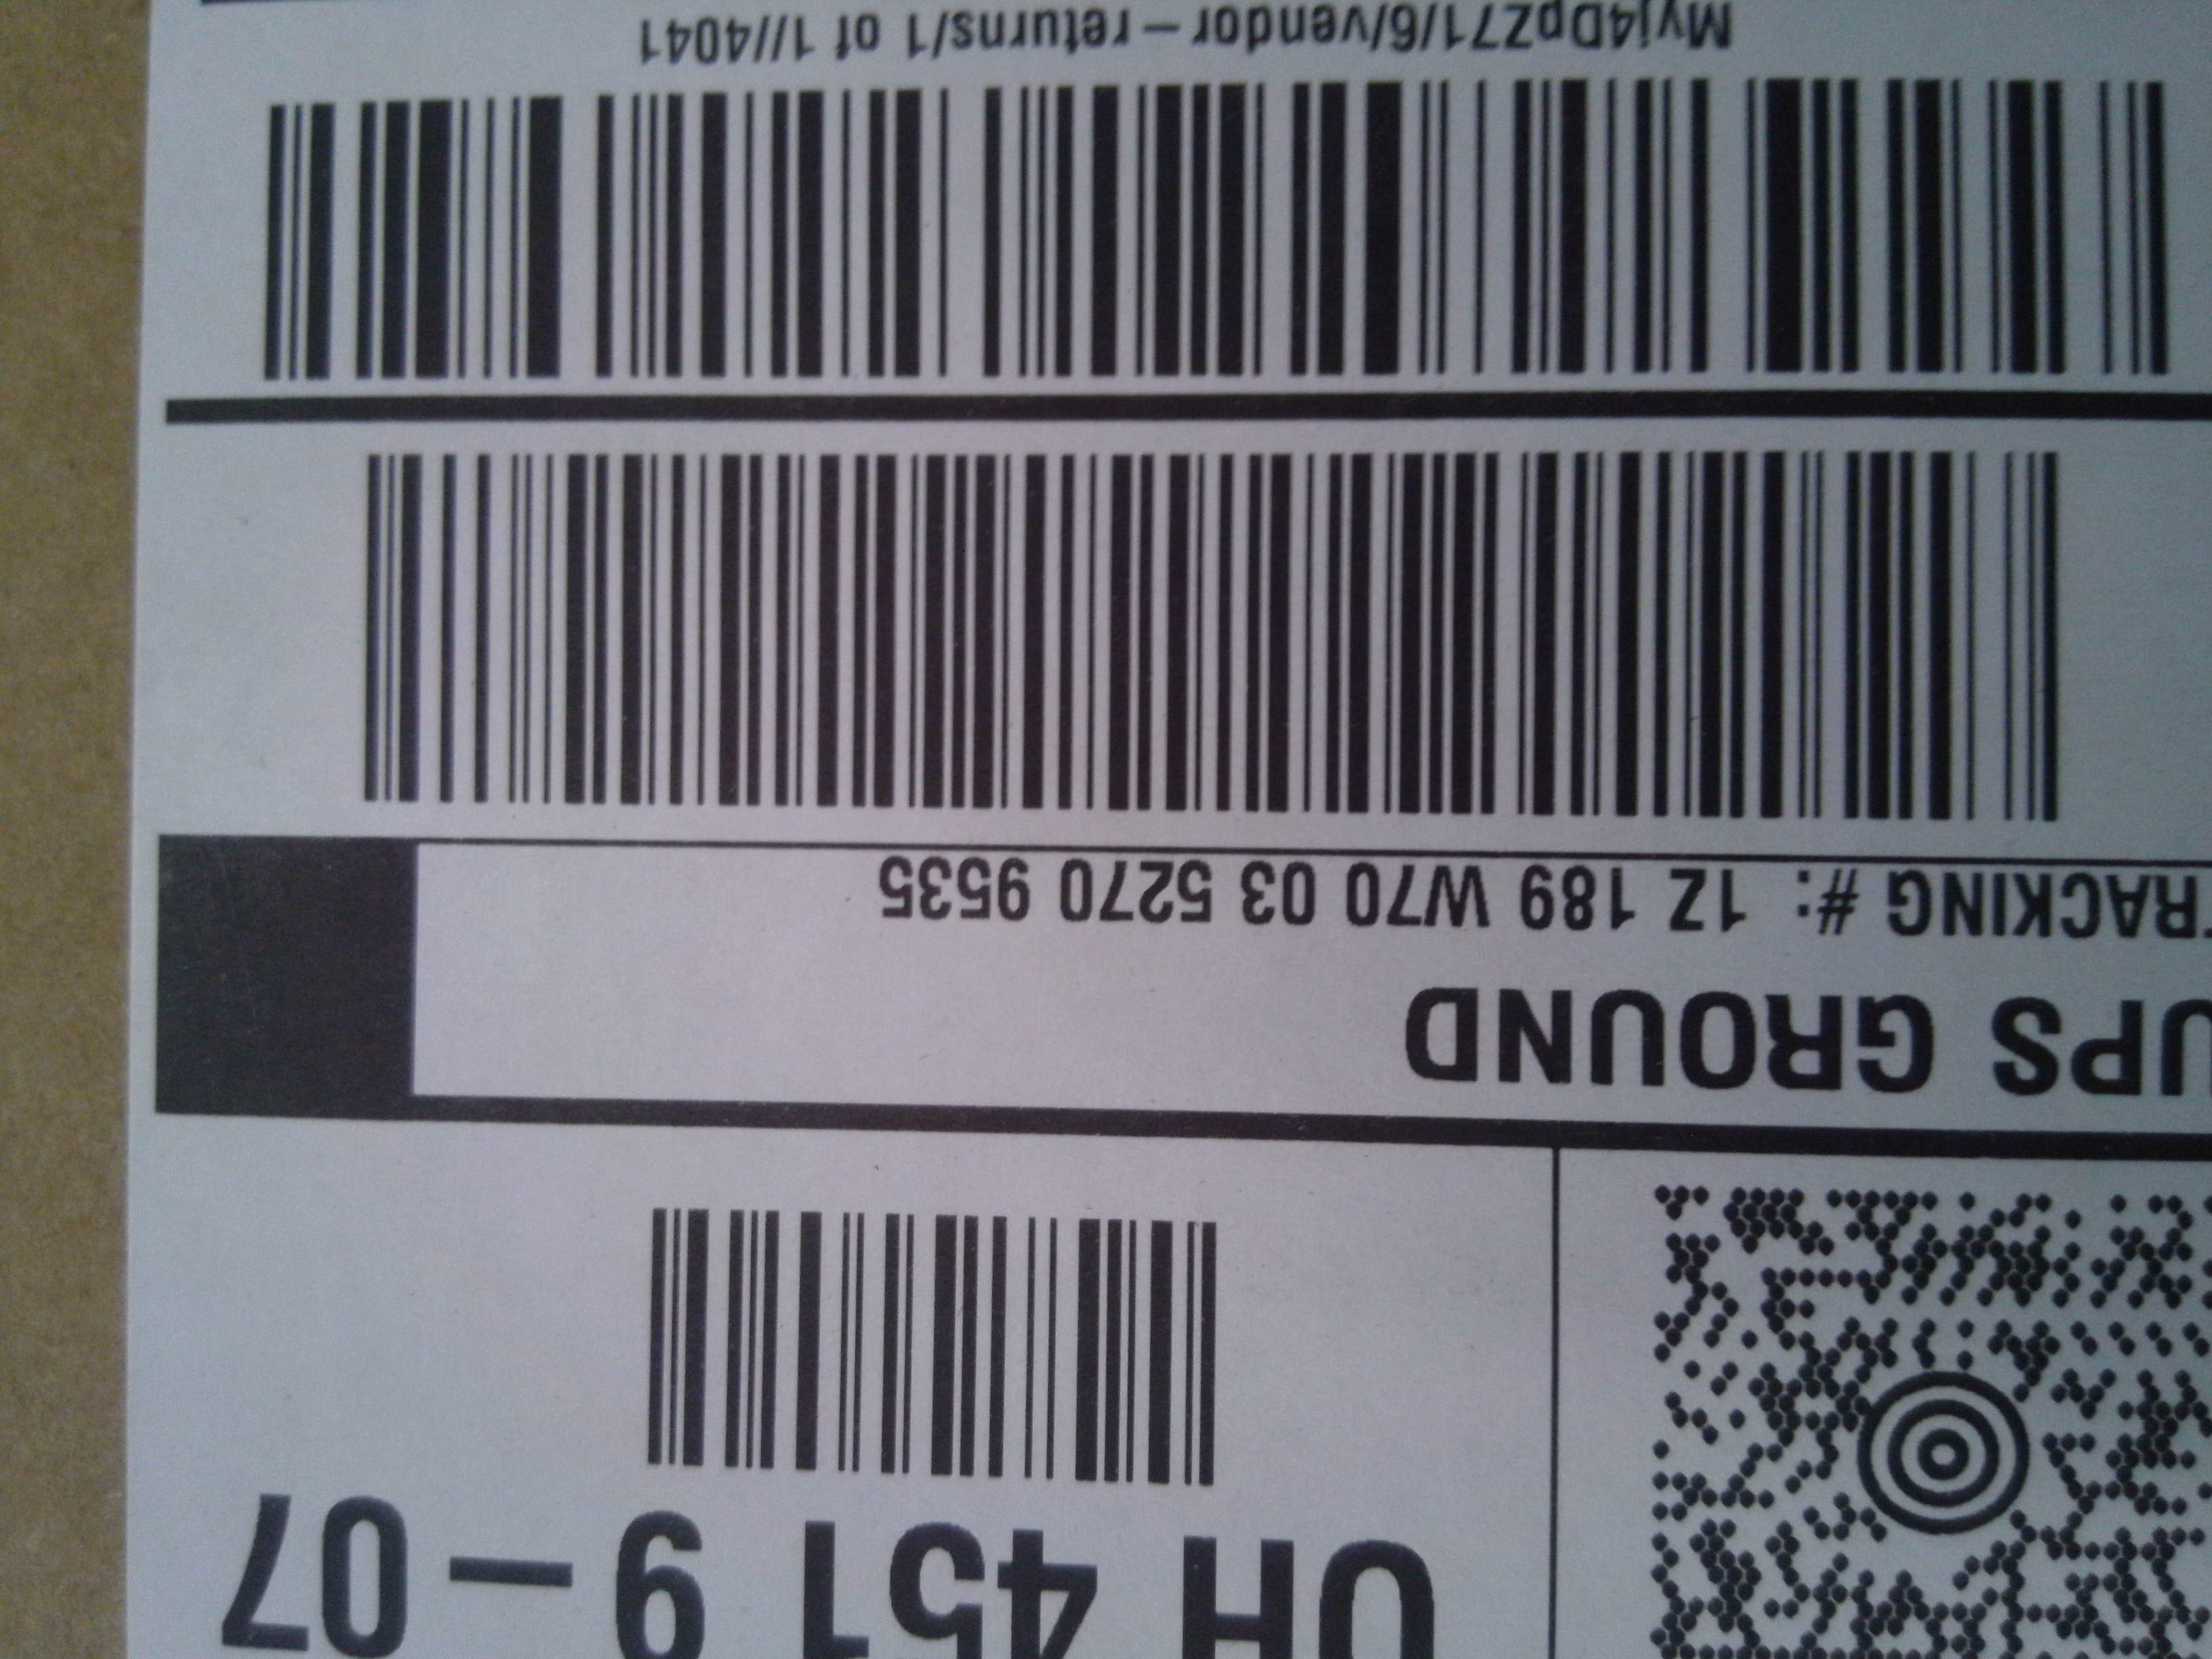 OH 451 9-07
UPS GROUND
TRACKING #: 1Z 189 W70 03 5270 9535
Myj4DpZ71/6/vendor-returns/1 of 1//4041